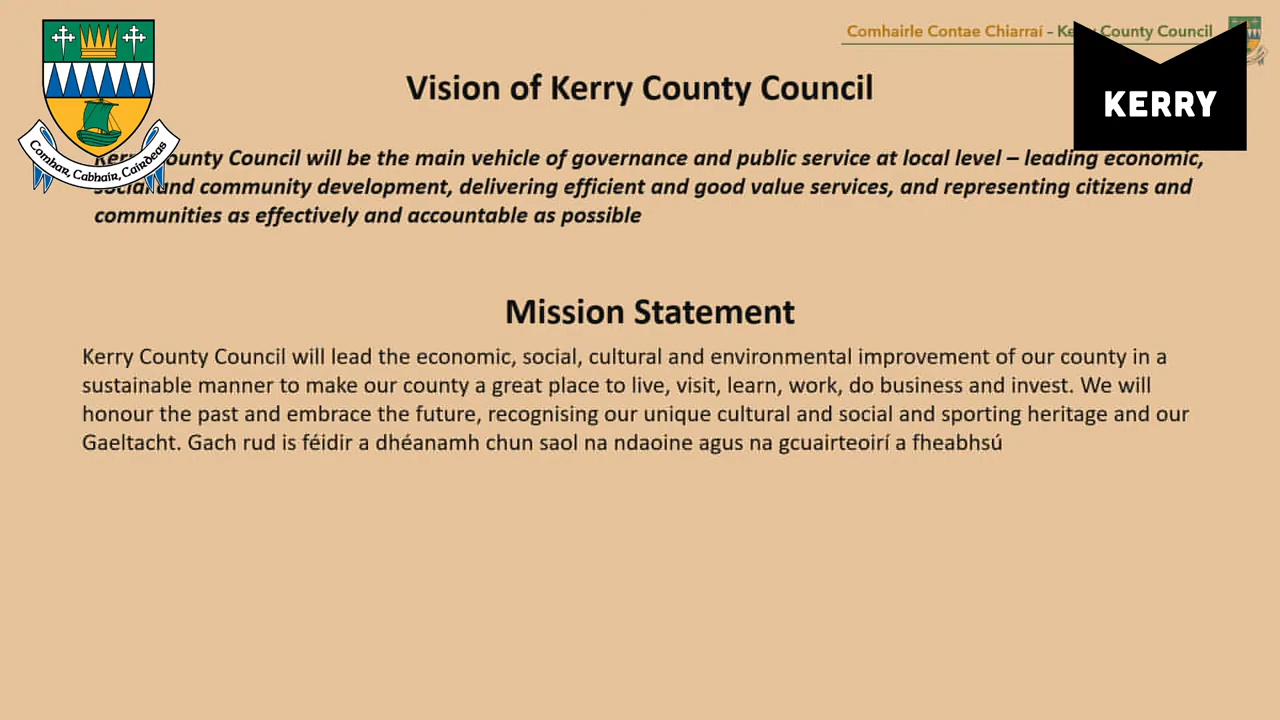 Comhairle Contae Chiarraí - Kerry County Council
KERRY
Vision of Kerry County Council
Comhar, Cabhair, Cairdeas
Kerry County Council will be the main vehicle of governance and public service at local level – leading economic,
social and community development, delivering efficient and good value services, and representing citizens and
communities as effectively and accountable as possible
Mission Statement
Kerry County Council will lead the economic, social, cultural and environmental improvement of our county in a
sustainable manner to make our county a great place to live, visit, learn, work, do business and invest. We will
honour the past and embrace the future, recognising our unique cultural and social and sporting heritage and our
Gaeltacht. Gach rud is féidir a dhéanamh chun saol na ndaoine agus na gcuairteoirí a fheabhsú